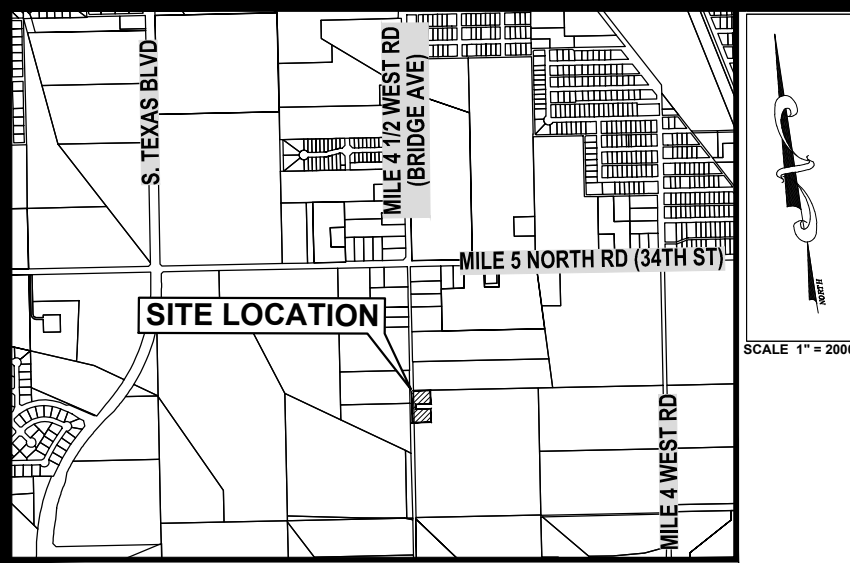 S. TEXAS BLVD
MILE 4 1/2 WEST RD
(BRIDGE AVE)
MILE 5 NORTH RD (34TH ST)
SITE LOCATION
MILE 4 WEST RD
NORTH
SCALE 1" = 200